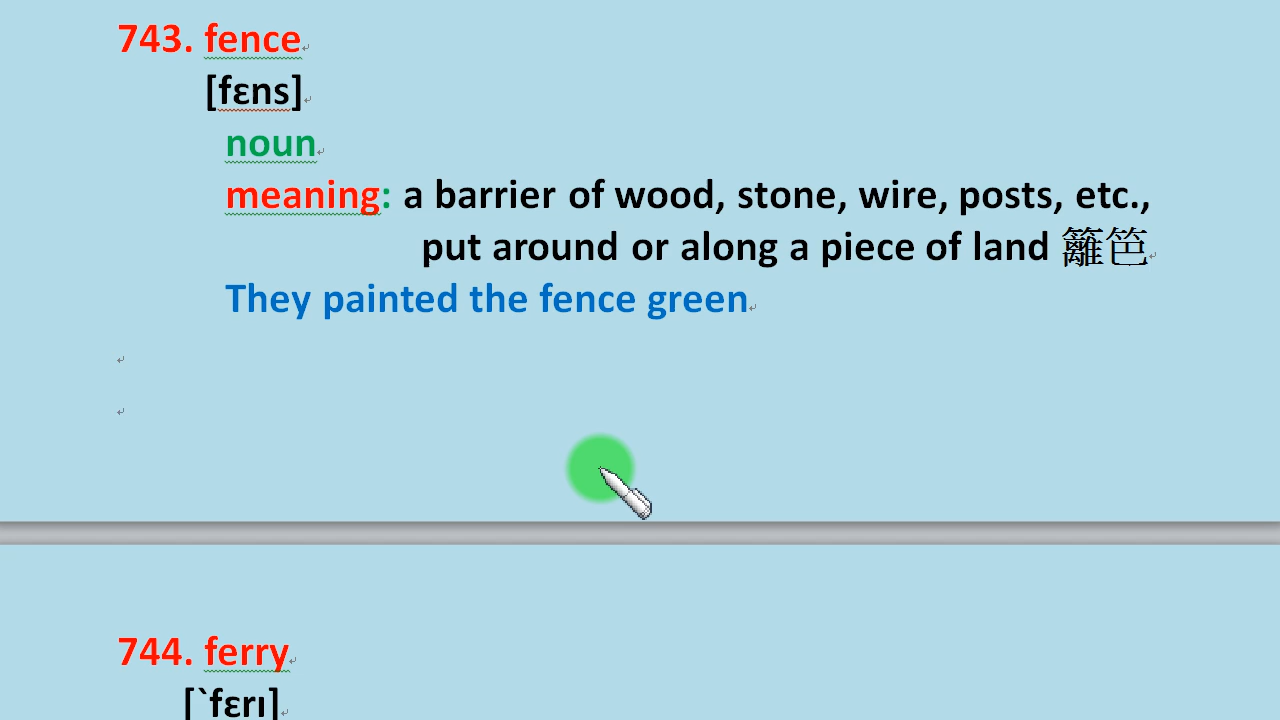 743. fence
[fɛns]
noun
meaning: a barrier of wood, stone, wire, posts, etc.,
put around or along a piece of land 籬笆
They painted the fence green
744. ferry
[`fɛrɪ]